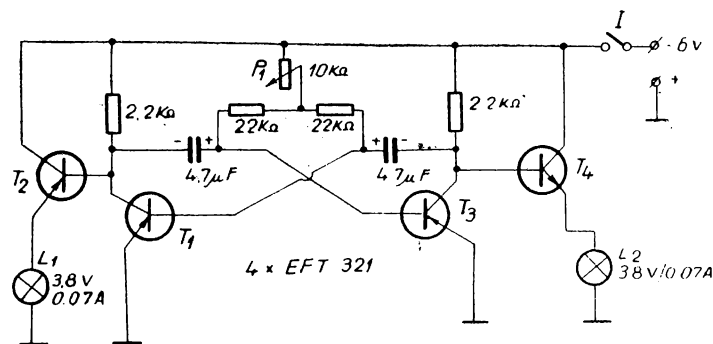 I
- 6V
+
P1
10KΩ
2,2KΩ
22KΩ
22KΩ
2.2KΩ
- +
+ -
4.7µF
4.7µF
T2
T1
T3
T4
4 x EFT 321
L1
3,8V
0.07A
L2
3.8V/0.07A